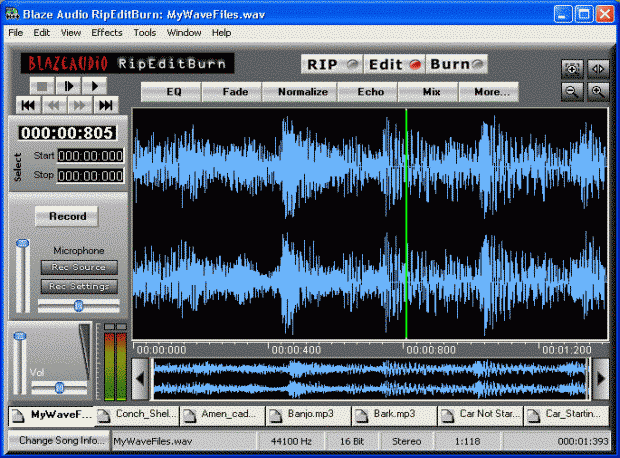 Blaze Audio RipEditBurn: MyWaveFiles.wav
File Edit View Effects Tools Window Help
BLAZEAUDIO RipEditBurn
RIP Edit Burn
EQ Fade Normalize Echo Mix More...
000:00:805
Select
Start 000:00:000
Stop 000:00:000
Record
Microphone
Rec Source
Rec Settings
Vol
00:00:000 00:00:400 00:00:800 00:01:200
MyWaveF... Conch_Shel... Amen_cad... Banjo.mp3 Bark.mp3 Car Not Star... Car_Startin...
Change Song Info... MyWaveFiles.wav 44100 Hz 16 Bit Stereo 1:118 000:01:393